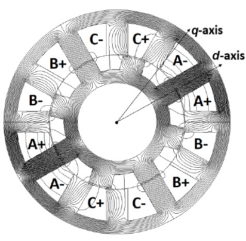 C-
C+
q-axis
B+
A-
d-axis
B-
A+
A+
B-
A-
B+
C+
C-